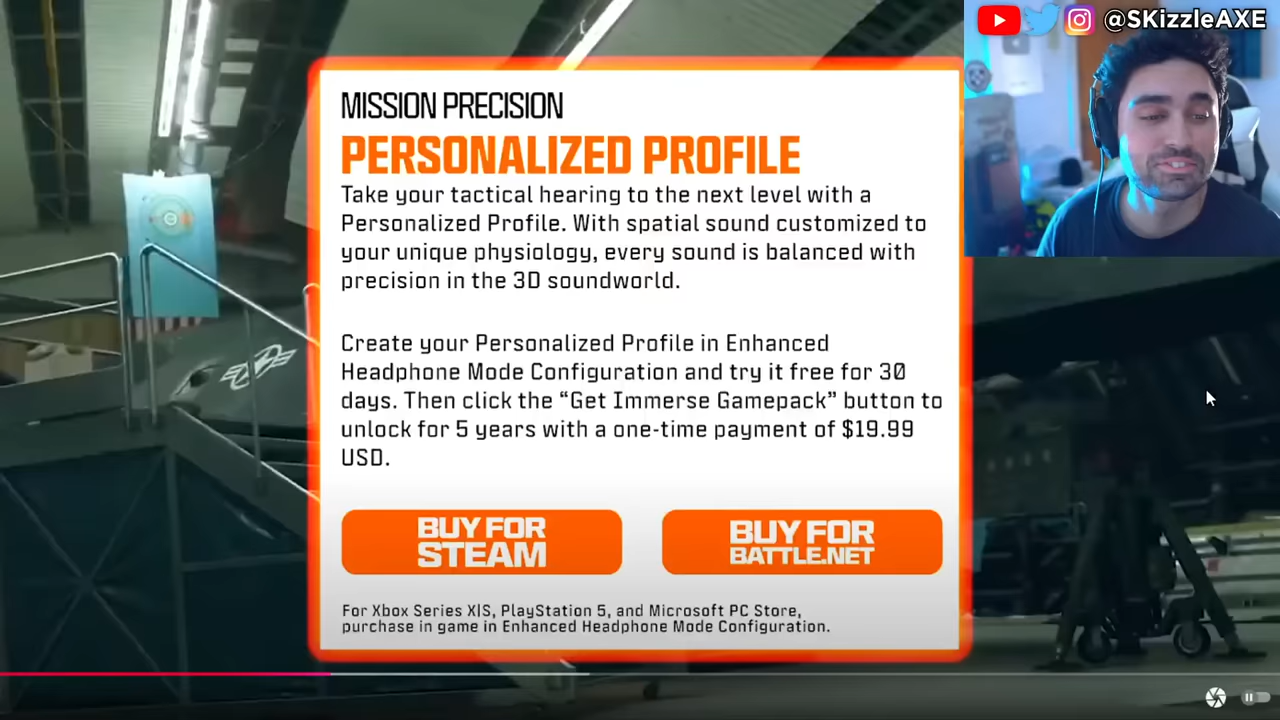 @SKizzleAXE
MISSION PRECISION
PERSONALIZED PROFILE
Take your tactical hearing to the next level with a
Personalized Profile. With spatial sound customized to
your unique physiology, every sound is balanced with
precision in the 3D soundworld.
Create your Personalized Profile in Enhanced
Headphone Mode Configuration and try it free for 30
days. Then click the “Get Immerse Gamepack” button to
unlock for 5 years with a one-time payment of $19.99
USD.
BUY FOR
STEAM
BUY FOR
BATTLE.NET
For Xbox Series X|S, PlayStation 5, and Microsoft PC Store,
purchase in game in Enhanced Headphone Mode Configuration.